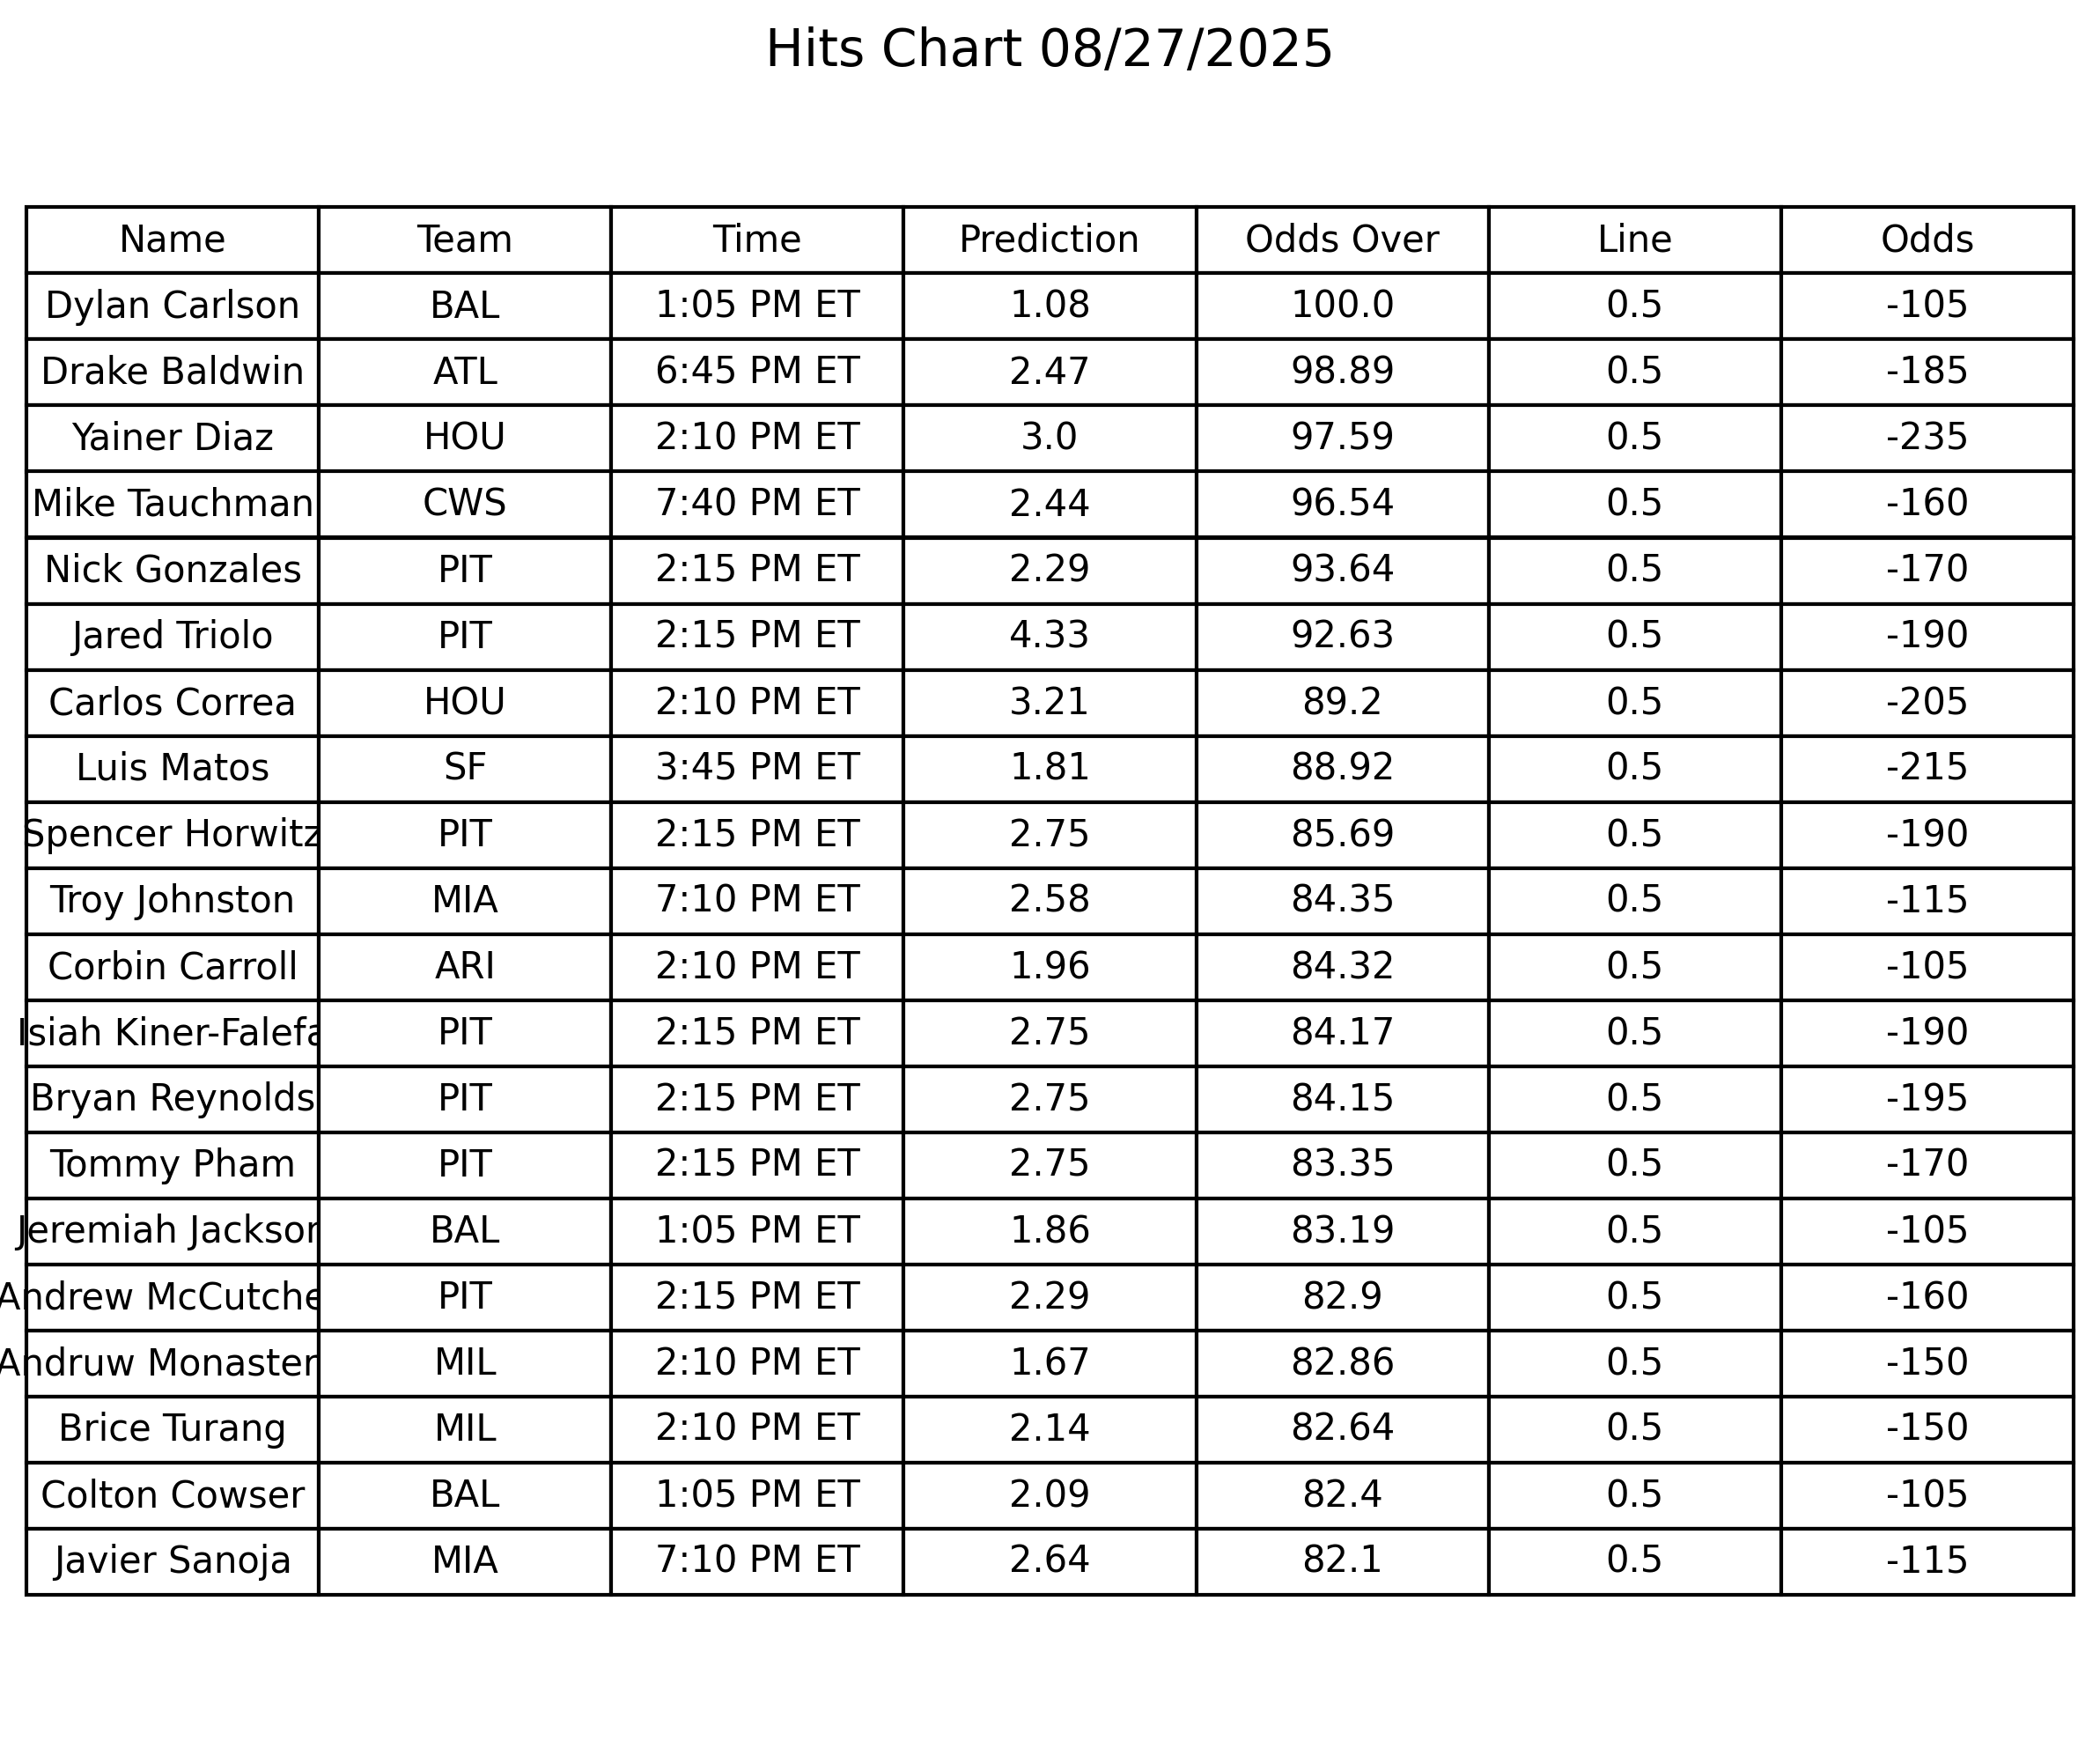 Hits Chart 08/27/2025
Name Team Time Prediction Odds Over Line Odds
Dylan Carlson BAL 1:05 PM ET 1.08 100.0 0.5 -105
Drake Baldwin ATL 6:45 PM ET 2.47 98.89 0.5 -185
Yainer Diaz HOU 2:10 PM ET 3.0 97.59 0.5 -235
Mike Tauchman CWS 7:40 PM ET 2.44 96.54 0.5 -160
Nick Gonzales PIT 2:15 PM ET 2.29 93.64 0.5 -170
Jared Triolo PIT 2:15 PM ET 4.33 92.63 0.5 -190
Carlos Correa HOU 2:10 PM ET 3.21 89.2 0.5 -205
Luis Matos SF 3:45 PM ET 1.81 88.92 0.5 -215
Spencer Horwitz PIT 2:15 PM ET 2.75 85.69 0.5 -190
Troy Johnston MIA 7:10 PM ET 2.58 84.35 0.5 -115
Corbin Carroll ARI 2:10 PM ET 1.96 84.32 0.5 -105
Isiah Kiner-Falefa PIT 2:15 PM ET 2.75 84.17 0.5 -190
Bryan Reynolds PIT 2:15 PM ET 2.75 84.15 0.5 -195
Tommy Pham PIT 2:15 PM ET 2.75 83.35 0.5 -170
Jeremiah Jackson BAL 1:05 PM ET 1.86 83.19 0.5 -105
Andrew McCutche PIT 2:15 PM ET 2.29 82.9 0.5 -160
Andruw Monaster PIT 2:10 PM ET 1.67 82.86 0.5 -150
Brice Turang MIL 2:10 PM ET 2.14 82.64 0.5 -150
Colton Cowser BAL 1:05 PM ET 2.09 82.4 0.5 -105
Javier Sanoja MIA 7:10 PM ET 2.64 82.1 0.5 -115